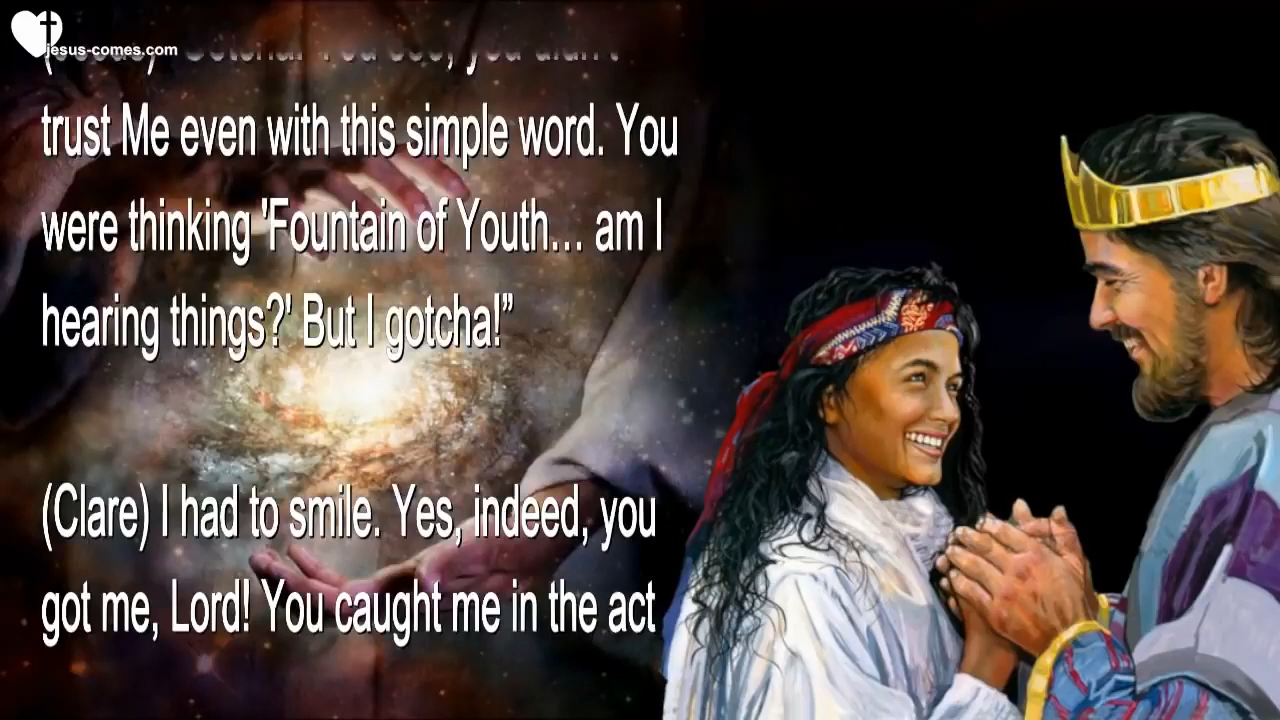 jesus-comes.com
trust Me even with this simple word. You
were thinking 'Fountain of Youth... am I
hearing things?' But I gotcha!”
(Clare) I had to smile. Yes, indeed, you
got me, Lord! You caught me in the act